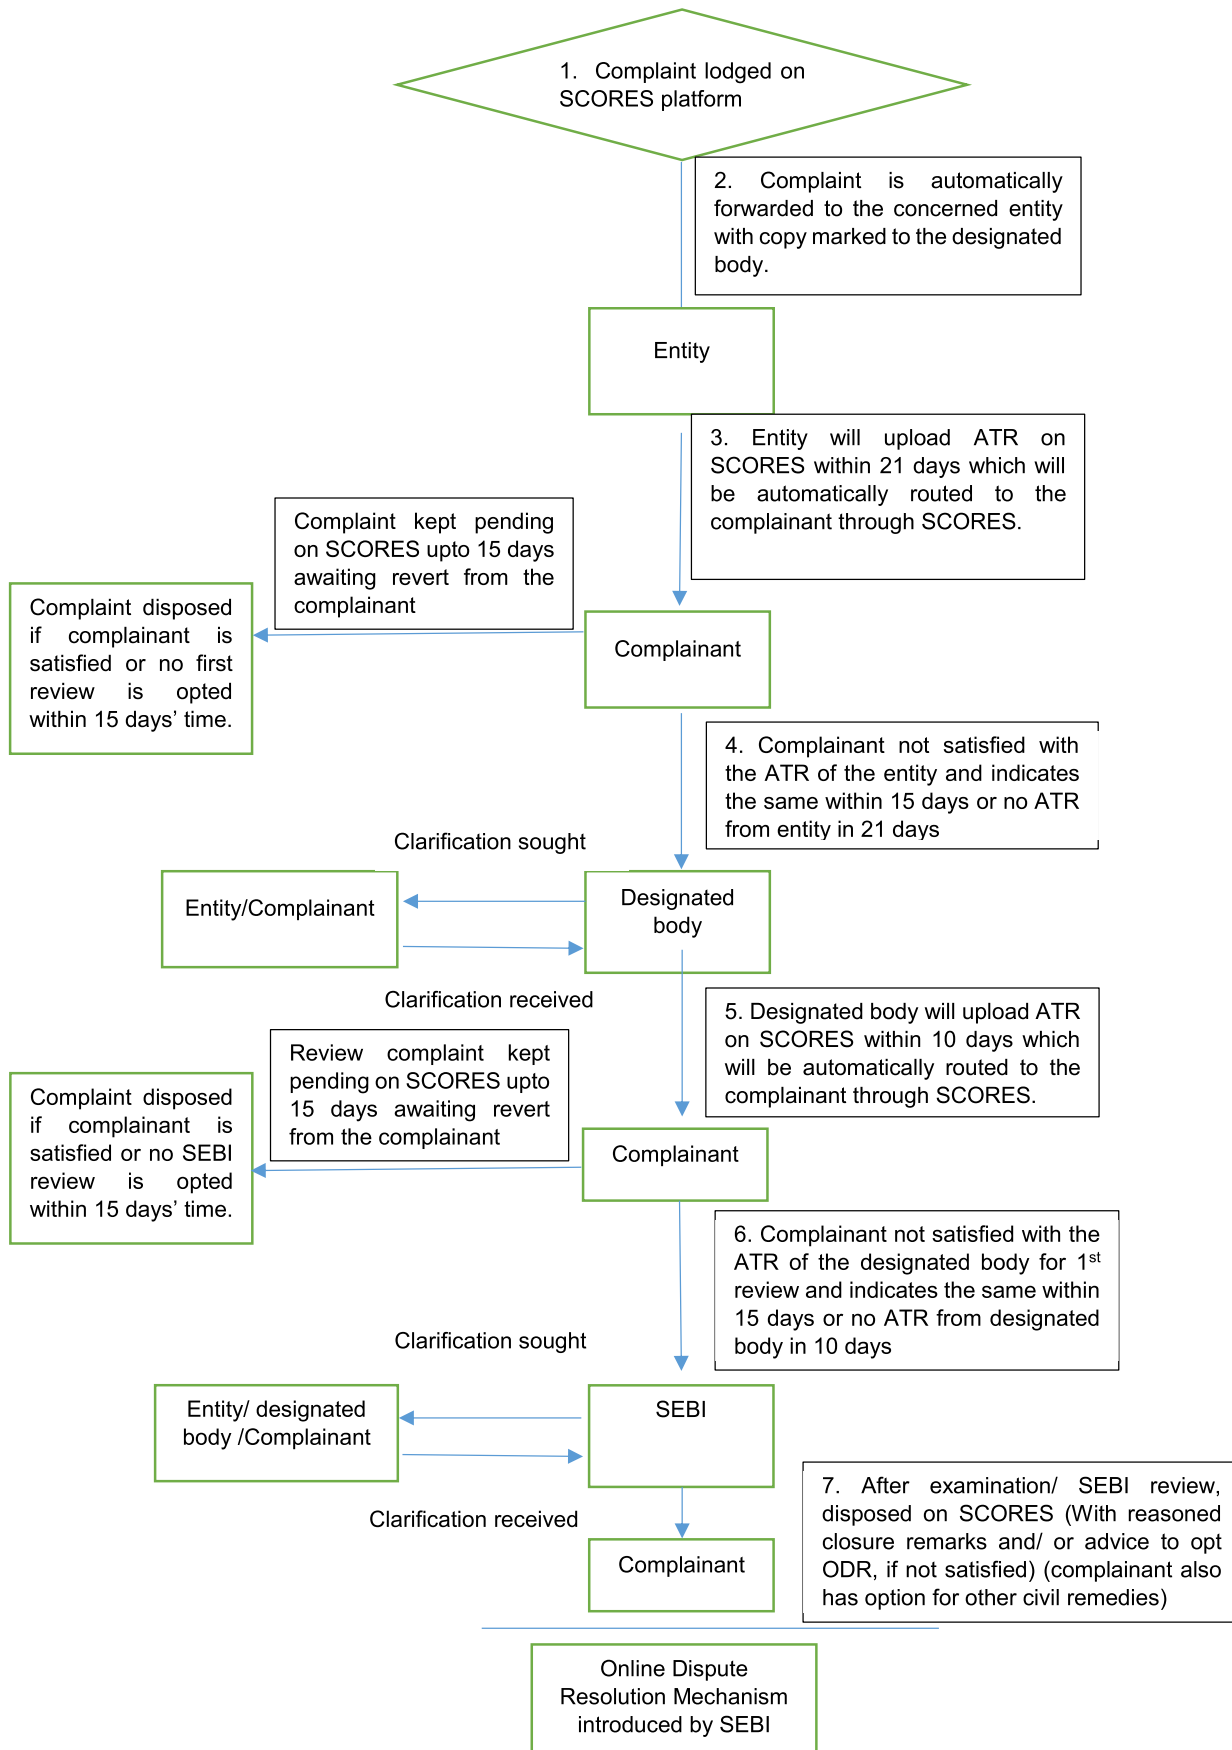 1. Complaint lodged on
SCORES platform
2. Complaint is automatically
forwarded to the concerned entity
with copy marked to the designated
body.
Entity
3. Entity will upload ATR on
SCORES within 21 days which will
be automatically routed to the
complainant through SCORES.
Complaint kept pending
on SCORES upto 15 days
awaiting revert from the
complainant
Complaint disposed
if complainant is
satisfied or no first
review is opted
within 15 days’ time.
Complainant
4. Complainant not satisfied with
the ATR of the entity and indicates
the same within 15 days or no ATR
from entity in 21 days
Clarification sought
Entity/Complainant
Designated
body
Clarification received
5. Designated body will upload ATR
on SCORES within 10 days which
will be automatically routed to the
complainant through SCORES.
Review complaint kept
pending on SCORES upto
15 days awaiting revert
from the complainant
Complaint disposed
if complainant is
satisfied or no SEBI
review is opted
within 15 days’ time.
Complainant
6. Complainant not satisfied with the
ATR of the designated body for 1st
review and indicates the same within
15 days or no ATR from designated
body in 10 days
Clarification sought
Entity/ designated
body /Complainant
SEBI
Clarification received
7. After examination/ SEBI review,
disposed on SCORES (With reasoned
closure remarks and/ or advice to opt
ODR, if not satisfied) (complainant also
has option for other civil remedies)
Complainant
Online Dispute
Resolution Mechanism
introduced by SEBI